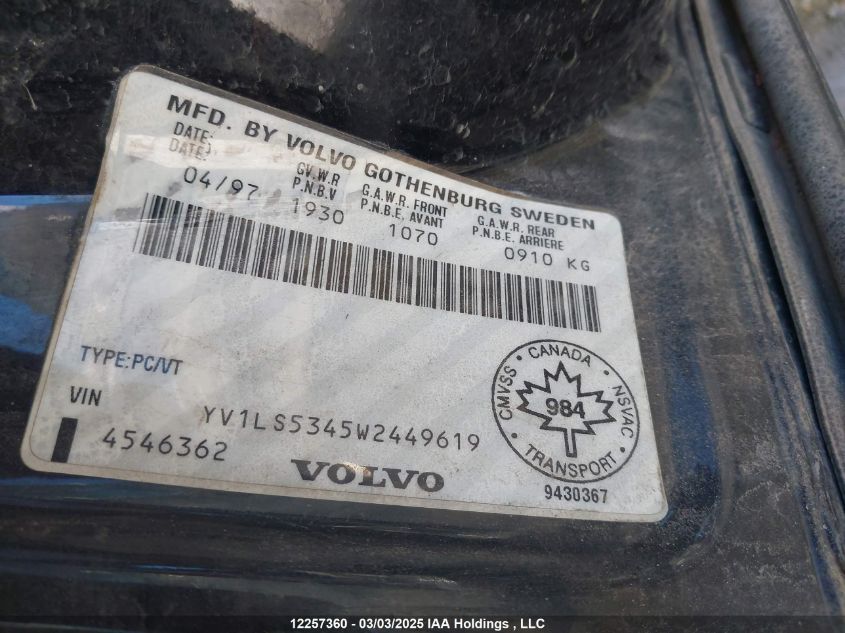 MFD. BY VOLVO GOTHENBURG SWEDEN
DATE:
DATE:
G.V.W.R
P.N.B.V
G.A.W.R. FRONT
P.N.B.E, AVANT
G.A.W.R. REAR
P.N.B.E. ARRIERE
04/97 1930 1070 0910 KG
TYPE:PC/VT
VIN
YV1LS5345W2449619
4546362
VOLVO
CMVSS • CANADA • NSVAC • TRANSPORT •
984
9430367
12257360 - 03/03/2025 IAA Holdings , LLC